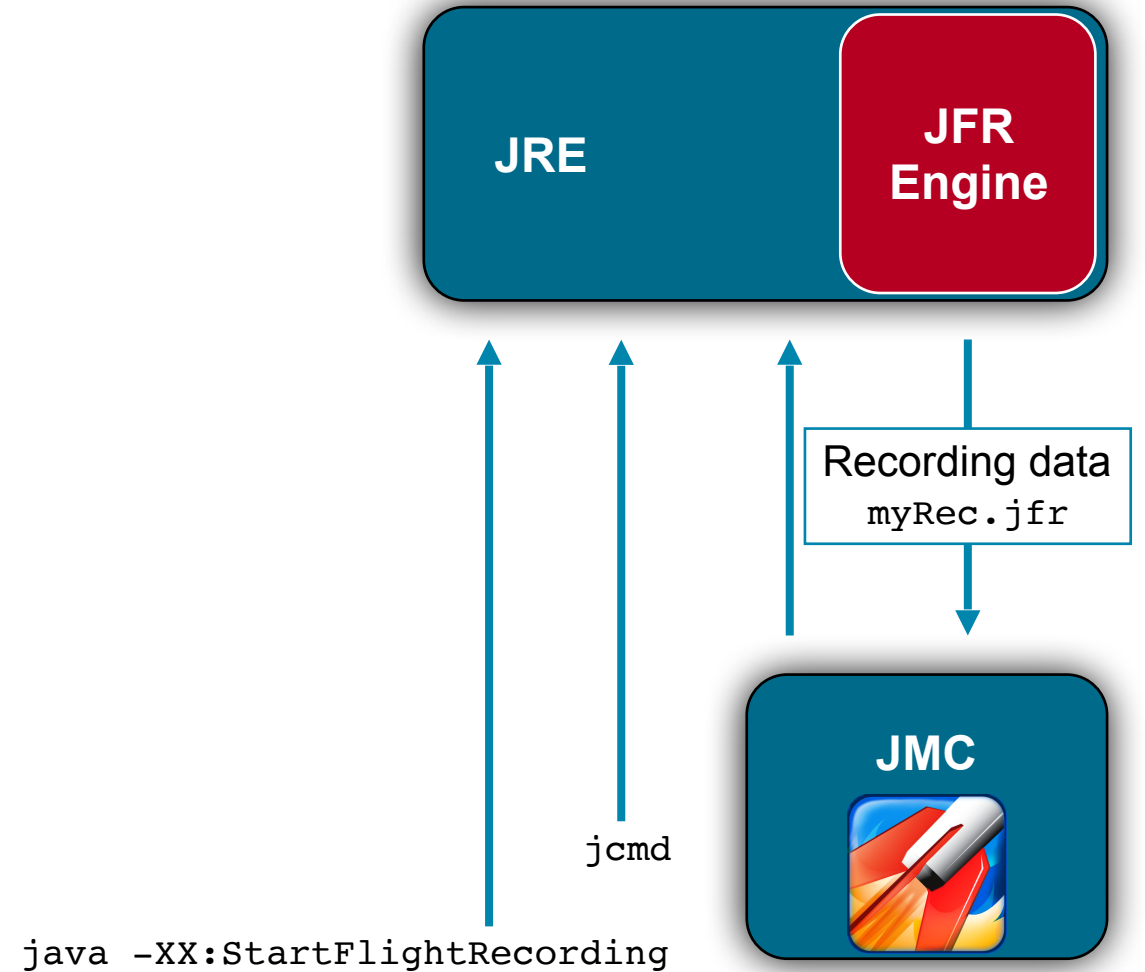 JRE
JFR
Engine
Recording data
myRec.jfr
JMC
jcmd
java -XX:StartFlightRecording